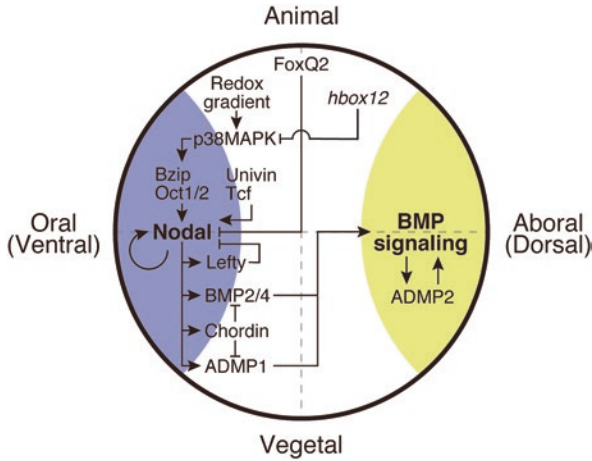 Animal
FoxQ2
Redox
gradient
hbox12
p38MAPK
Bzip
Oct1/2
Univin
Tcf
Oral
(Ventral)
Nodal
BMP
signaling
Aboral
(Dorsal)
Lefty
BMP2/4
ADMP2
Chordin
ADMP1
Vegetal